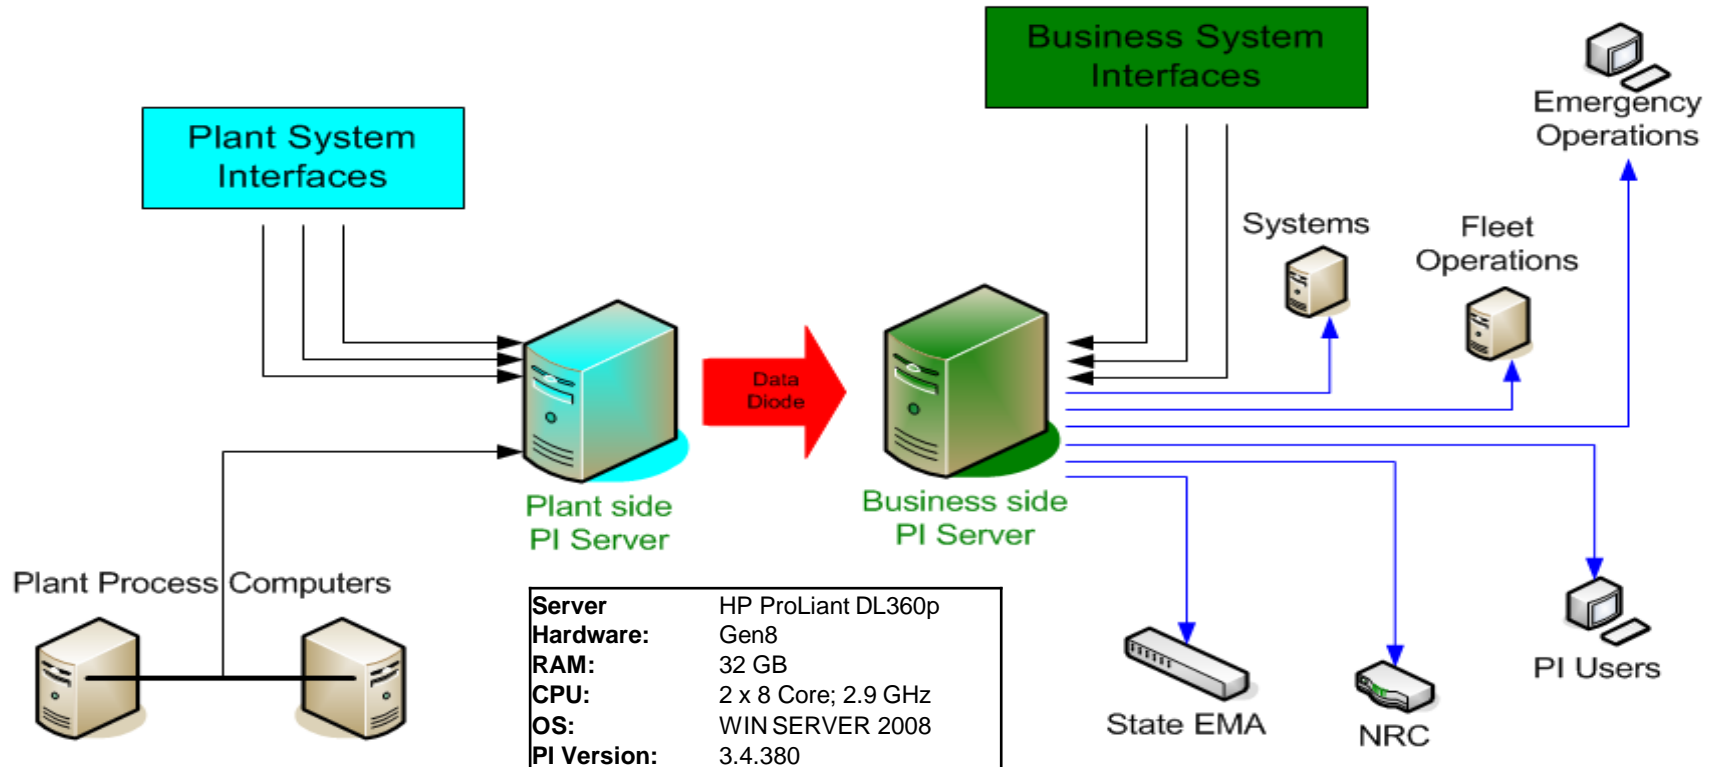 Business System
Interfaces
Emergency
Operations
Plant System
Interfaces
Systems
Fleet
Operations
Data
Diode
Plant side
PI Server
Business side
PI Server
Plant Process Computers
Server HP ProLiant DL360p
Hardware: Gen8
RAM: 32 GB
CPU: 2 x 8 Core; 2.9 GHz
OS: WIN SERVER 2008
PI Version: 3.4.380
State EMA
NRC
PI Users